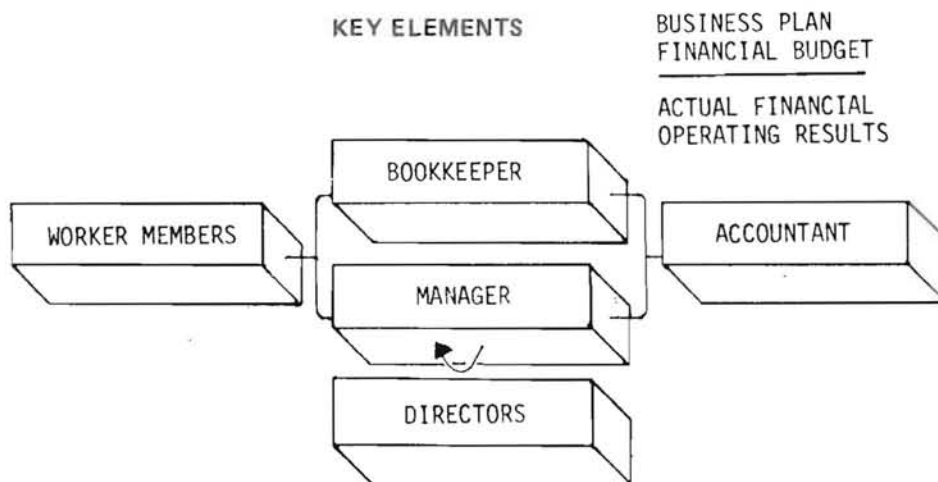 KEY ELEMENTS
BUSINESS PLAN
FINANCIAL BUDGET
ACTUAL FINANCIAL
OPERATING RESULTS
BOOKKEEPER
WORKER MEMBERS
ACCOUNTANT
MANAGER
DIRECTORS